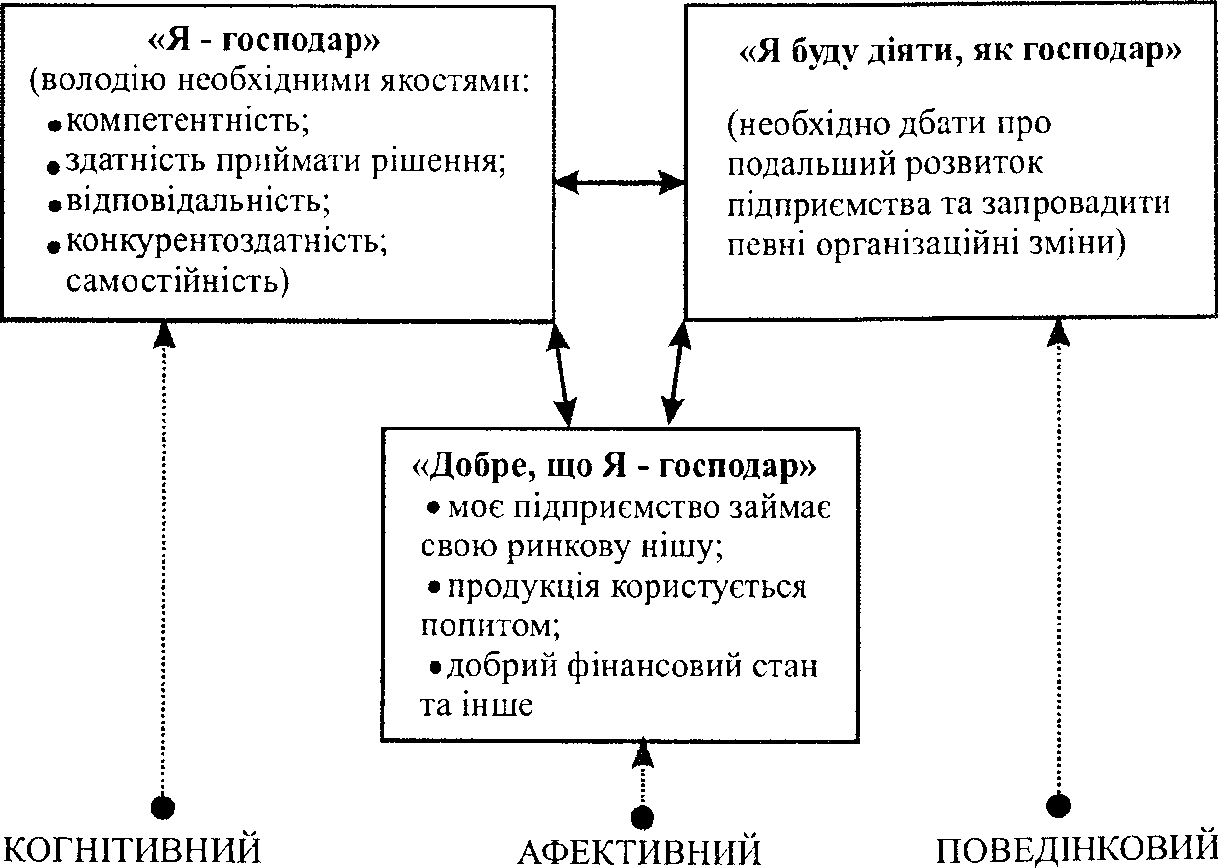 «Я - господар»
(володію необхідними якостями:
•компетентність;
•здатність приймати рішення;
•відповідальність;
•конкурентоздатність;
самостійність)
«Я буду діяти, як господар»
(необхідно дбати про
подальший розвиток
підприємства та запровадити
певні організаційні зміни)
«Добре, що Я - господар»
• моє підприємство займає
свою ринкову нішу;
• продукція користується
попитом;
• добрий фінансовий стан
та інше
КОГНІТИВНИЙ
АФЕКТИВНИЙ
ПОВЕДІНКОВИЙ